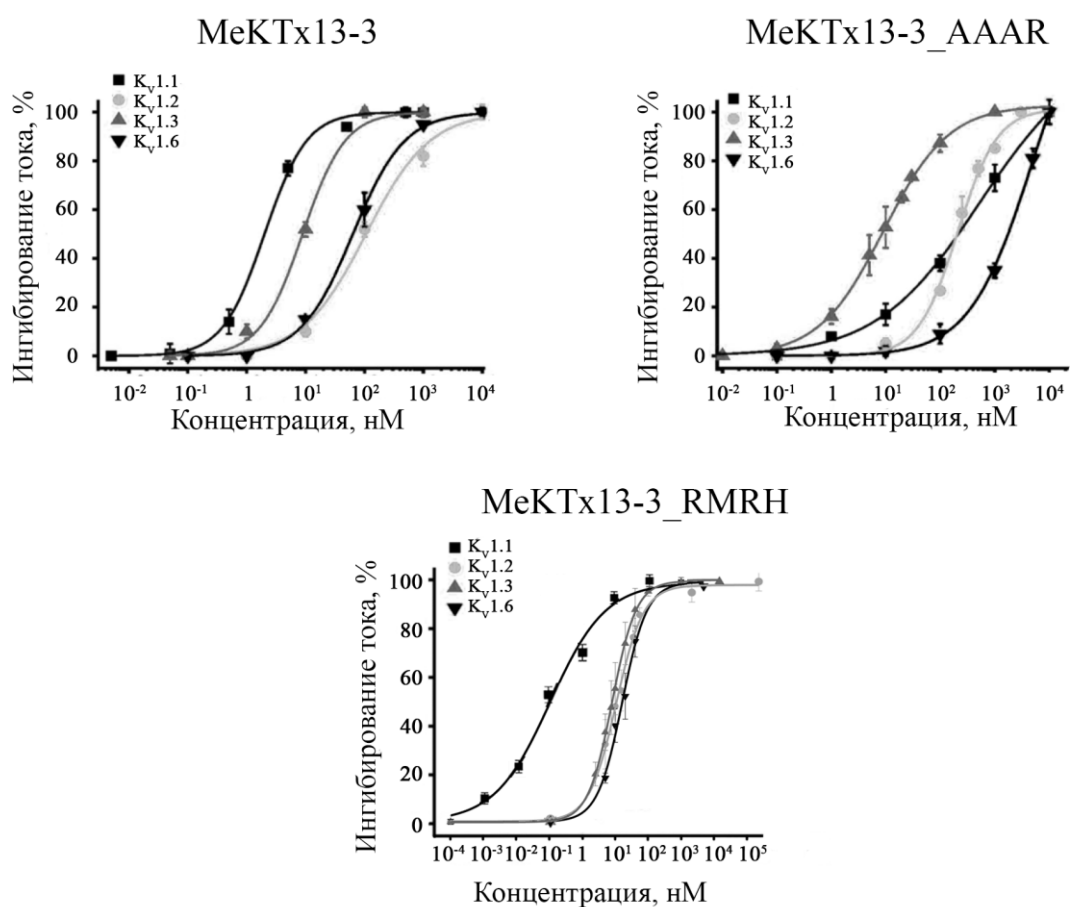 MeKTx13-3
Kv1.1
Kv1.2
Kv1.3
Kv1.6
Ингибирование тока, %
100
80
60
40
20
0
10⁻² 10⁻¹ 1 10¹ 10² 10³ 10⁴
Концентрация, нМ
MeKTx13-3_AAAR
Kv1.1
Kv1.2
Kv1.3
Kv1.6
Ингибирование тока, %
100
80
60
40
20
0
10⁻² 10⁻¹ 1 10¹ 10² 10³ 10⁴
Концентрация, нМ
MeKTx13-3_RMRH
Kv1.1
Kv1.2
Kv1.3
Kv1.6
Ингибирование тока, %
100
80
60
40
20
0
10⁻⁴ 10⁻³ 10⁻² 10⁻¹ 1 10¹ 10² 10³ 10⁴ 10⁵
Концентрация, нМ